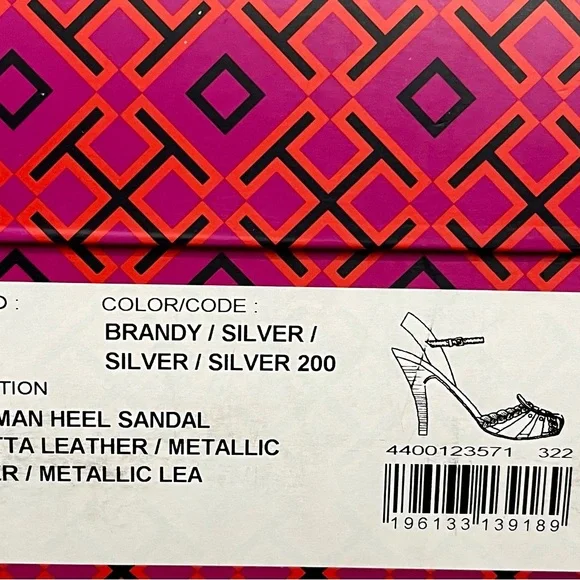 COLOR/CODE :
BRANDY / SILVER /
SILVER / SILVER 200
MAN HEEL SANDAL
TTA LEATHER / METALLIC
ER / METALLIC LEA
4400123571 322
196133 139189